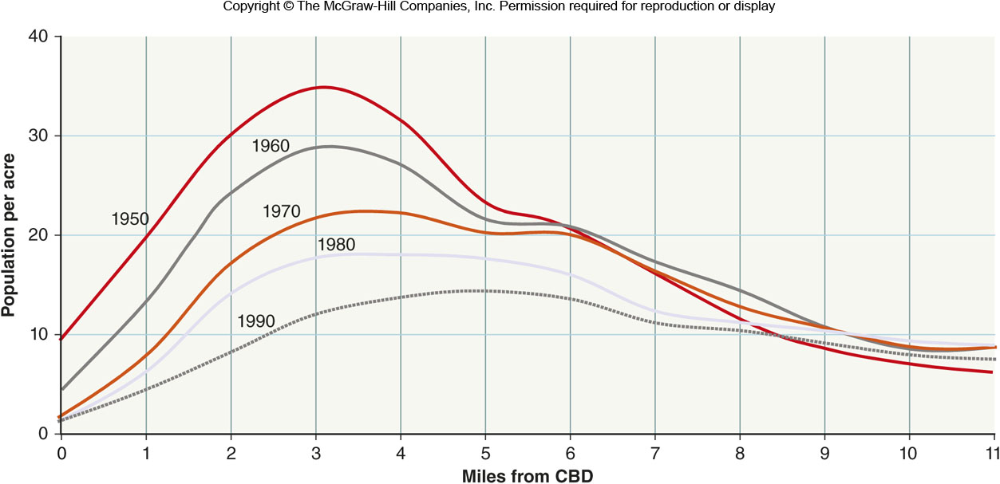 Copyright © The McGraw-Hill Companies, Inc. Permission required for reproduction or display
40
30
20
10
0
Population per acre
1950
1960
1970
1980
1990
0 1 2 3 4 5 6 7 8 9 10 11
Miles from CBD